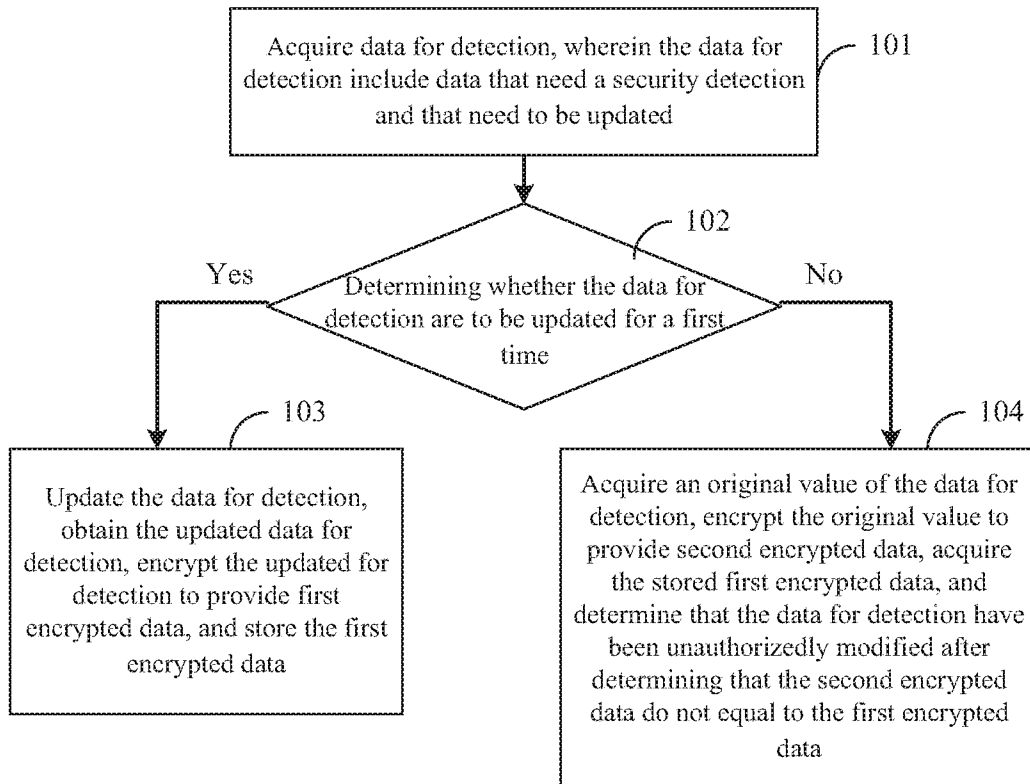 Acquire data for detection, wherein the data for
detection include data that need a security detection
and that need to be updated
101
102
Yes
No
Determining whether the data for
detection are to be updated for a first
time
103
Update the data for detection,
obtain the updated data for
detection, encrypt the updated for
detection to provide first
encrypted data, and store the first
encrypted data
104
Acquire an original value of the data for
detection, encrypt the original value to
provide second encrypted data, acquire
the stored first encrypted data, and
determine that the data for detection have
been unauthorizedly modified after
determining that the second encrypted
data do not equal to the first encrypted
data